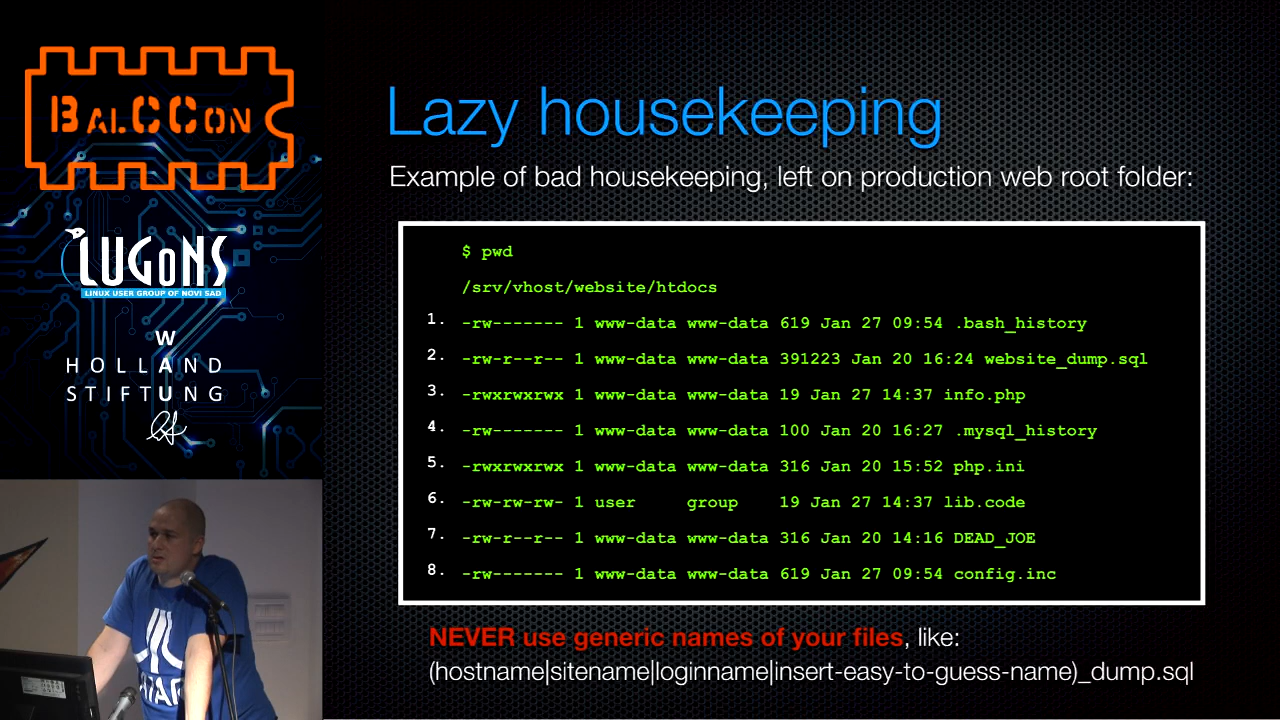 BALCCON
LUGoNS
LINUX USER GROUP OF NOVI SAD
W
HOLLAND
A
U
STIFTUNG
Lazy housekeeping
Example of bad housekeeping, left on production web root folder:
$ pwd
/srv/vhost/website/htdocs
1. -rw------- 1 www-data www-data 619 Jan 27 09:54 .bash_history
2. -rw-r--r-- 1 www-data www-data 391223 Jan 20 16:24 website_dump.sql
3. -rwxrwxrwx 1 www-data www-data 19 Jan 27 14:37 info.php
4. -rw------- 1 www-data www-data 100 Jan 20 16:27 .mysql_history
5. -rwxrwxrwx 1 www-data www-data 316 Jan 20 15:52 php.ini
6. -rw-rw-rw- 1 user group 19 Jan 27 14:37 lib.code
7. -rw-r--r-- 1 www-data www-data 316 Jan 20 14:16 DEAD_JOE
8. -rw------- 1 www-data www-data 619 Jan 27 09:54 config.inc
NEVER use generic names of your files, like:
(hostname|sitename|loginname|insert-easy-to-guess-name)_dump.sql
ATARI